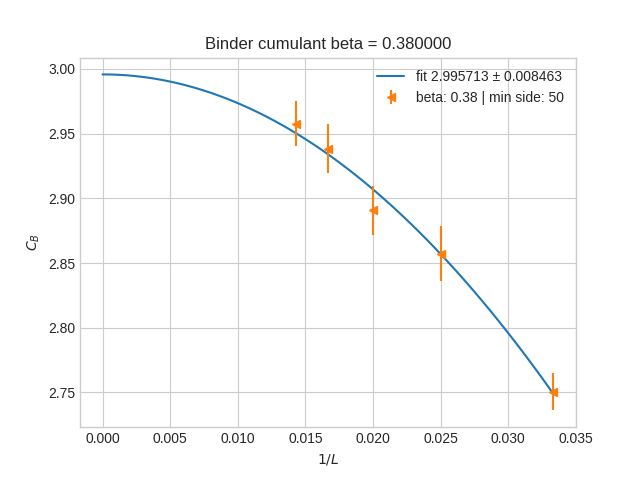 Binder cumulant beta = 0.380000
fit 2.995713 ± 0.008463
beta: 0.38 | min side: 50
3.00
2.95
2.90
2.85
2.80
2.75
C_B
0.000 0.005 0.010 0.015 0.020 0.025 0.030 0.035
1/L